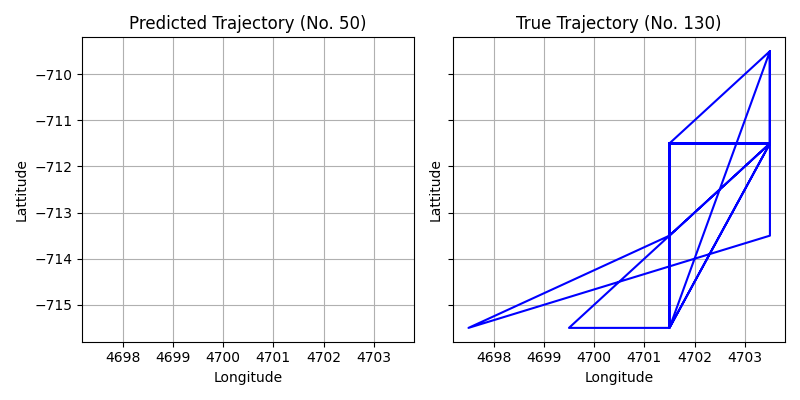 Predicted Trajectory (No. 50)
True Trajectory (No. 130)
−710
−711
−712
−713
−714
−715
Lattitude
Lattitude
4698 4699 4700 4701 4702 4703
4698 4699 4700 4701 4702 4703
Longitude
Longitude